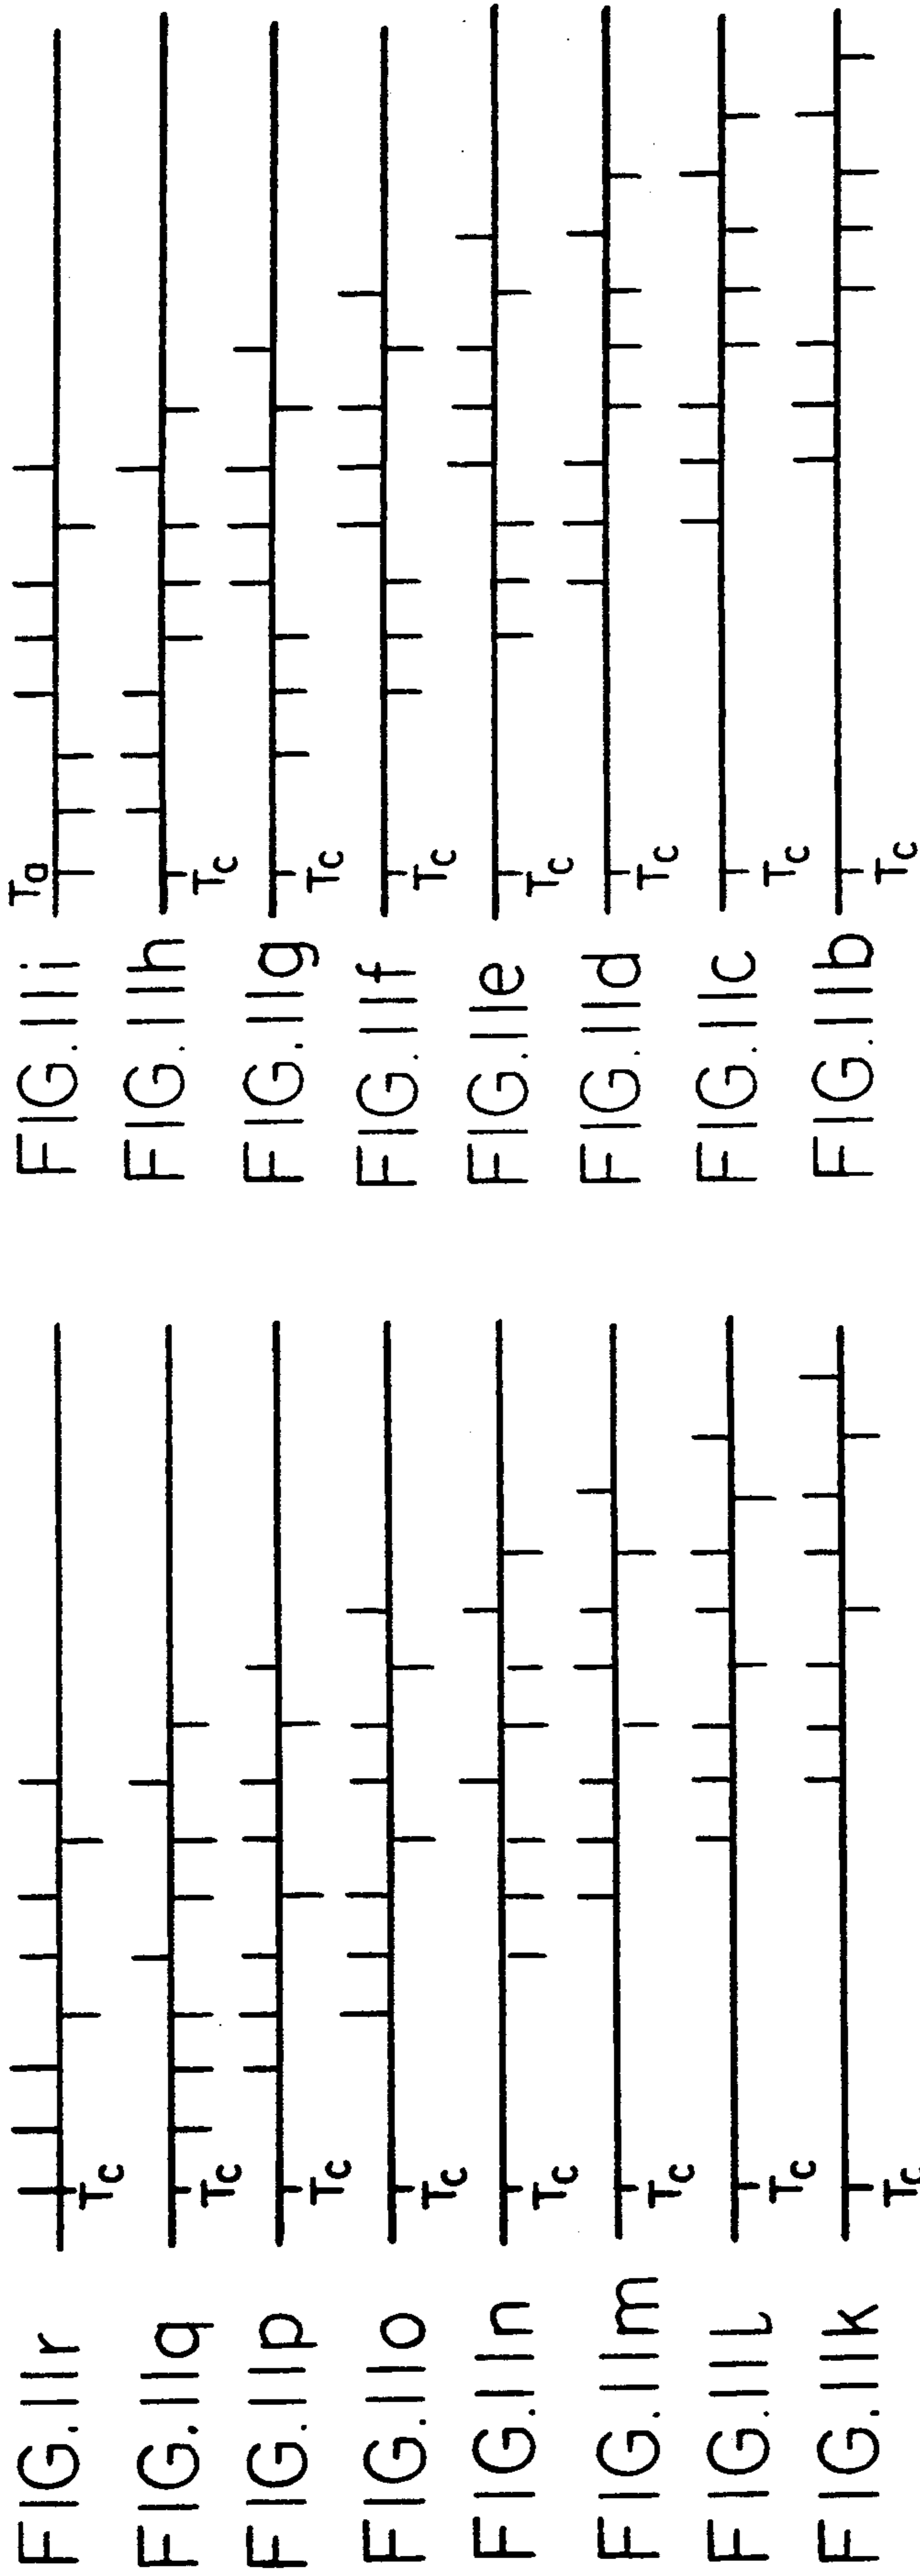 FIG.11r
Tc
FIG.11q
Tc
FIG.11p
Tc
FIG.11o
Tc
FIG.11n
Tc
FIG.11m
Tc
FIG.11L
Tc
FIG.11k
Tc
Ta
FIG.11i
FIG.11h
Tc
FIG.11g
Tc
FIG.11f
Tc
FIG.11e
Tc
FIG.11d
Tc
FIG.11c
Tc
FIG.11b
Tc